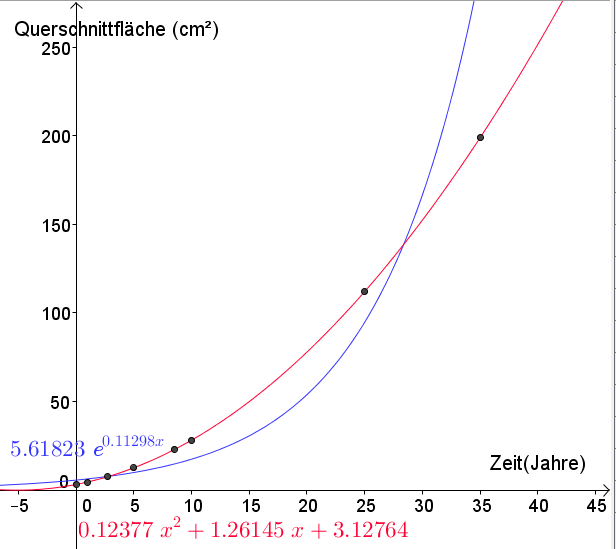 Querschnittfläche (cm²)
250
200
150
100
50
5.61823 e^0.11298x
0
Zeit(Jahre)
−5 0 5 10 15 20 25 30 35 40 45
0.12377 x² + 1.26145 x + 3.12764